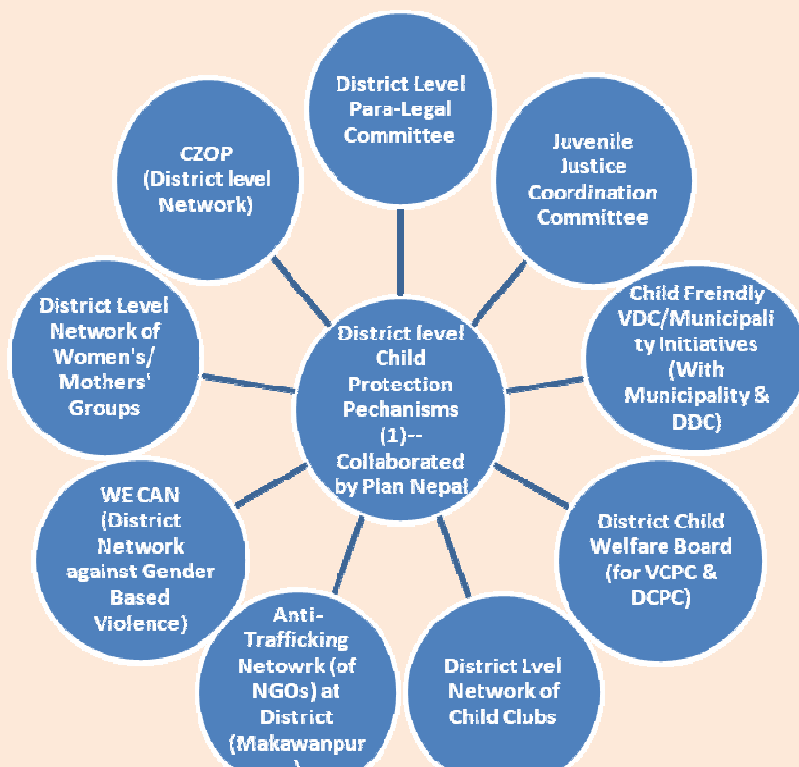 District Level
Para-Legal
Committee
Juvenile
Justice
Coordination
Committee
Child Freindly
VDC/Municipali
ty Initiatives
(With
Municipality &
DDC)
District Child
Welfare Board
(for VCPC &
DCPC)
District Lvel
Network of
Child Clubs
Anti-
Trafficking
Netowrk (of
NGOs) at
District
(Makawanpur
)
WE CAN
(District
Network
against Gender
Based
Violence)
District Level
Network of
Women's/
Mothers'
Groups
CZOP
(District level
Network)
District level
Child
Protection
Pechanisms
(1)--
Collaborated
by Plan Nepal